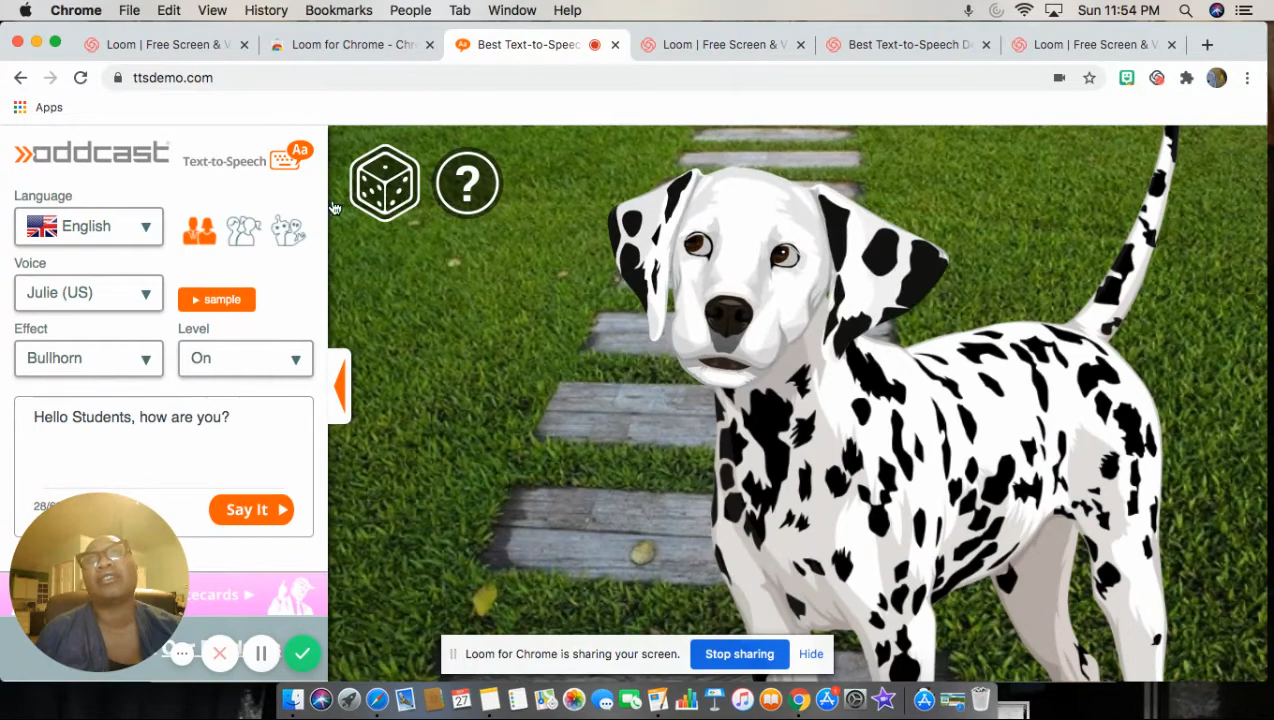 Chrome File Edit View History Bookmarks People Tab Window Help Sun 11:54 PM
Loom | Free Screen & V × Loom for Chrome - Chr × Best Text-to-Speec × Loom | Free Screen & V × Best Text-to-Speech D × Loom | Free Screen & V × +
ttsdemo.com
Apps
oddcast Text-to-Speech Aa
Language
English
Voice
Julie (US) sample
Effect Level
Bullhorn On
Hello Students, how are you?
Say It
ecards
Loom for Chrome is sharing your screen. Stop sharing Hide
27
?